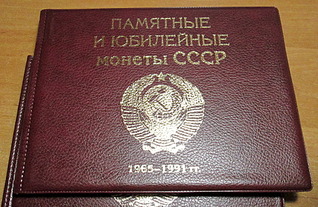 ПАМЯТНЫЕ
И ЮБИЛЕЙНЫЕ
монеты СССР
1965-1991 гг.